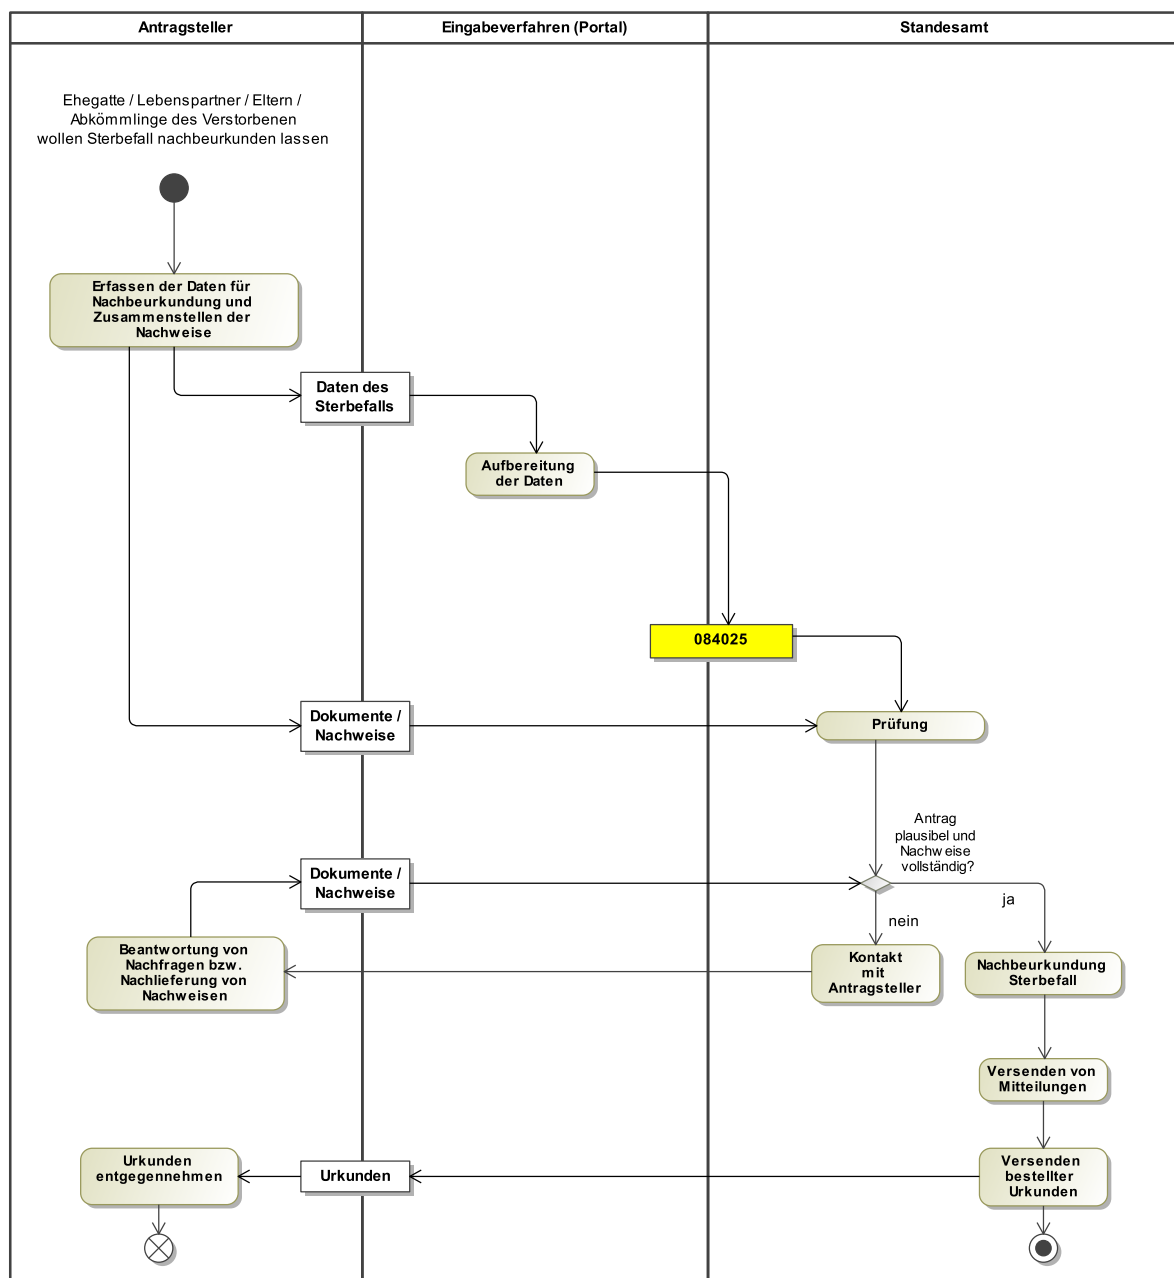 Antragsteller
Eingabeverfahren (Portal)
Standesamt
Ehegatte / Lebenspartner / Eltern /
Abkömmlinge des Verstorbenen
wollen Sterbefall nachbeurkunden lassen
Erfassen der Daten für
Nachbeurkundung und
Zusammenstellen der
Nachweise
Daten des
Sterbefalls
Aufbereitung
der Daten
084025
Dokumente /
Nachweise
Prüfung
Antrag
plausibel und
Nachweise
vollständig?
Dokumente /
Nachweise
ja
nein
Beantwortung von
Nachfragen bzw.
Nachlieferung von
Nachweisen
Kontakt
mit
Antragsteller
Nachbeurkundung
Sterbefall
Versenden von
Mitteilungen
Urkunden
entgegennehmen
Urkunden
Versenden
bestellter
Urkunden